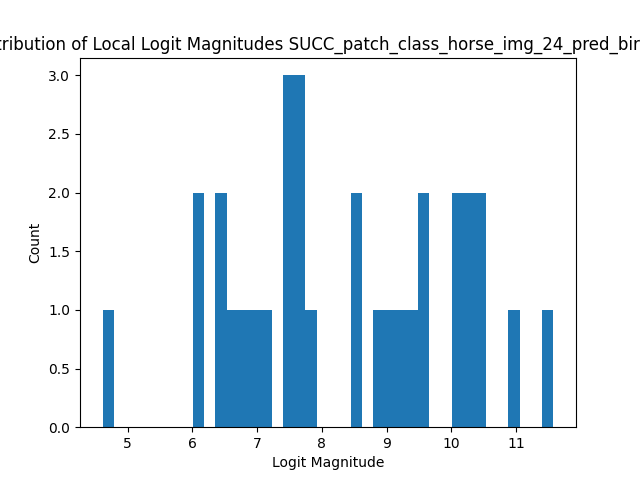 tribution of Local Logit Magnitudes SUCC_patch_class_horse_img_24_pred_bir
3.0
2.5
2.0
1.5
1.0
0.5
0.0
Count
5 6 7 8 9 10 11
Logit Magnitude